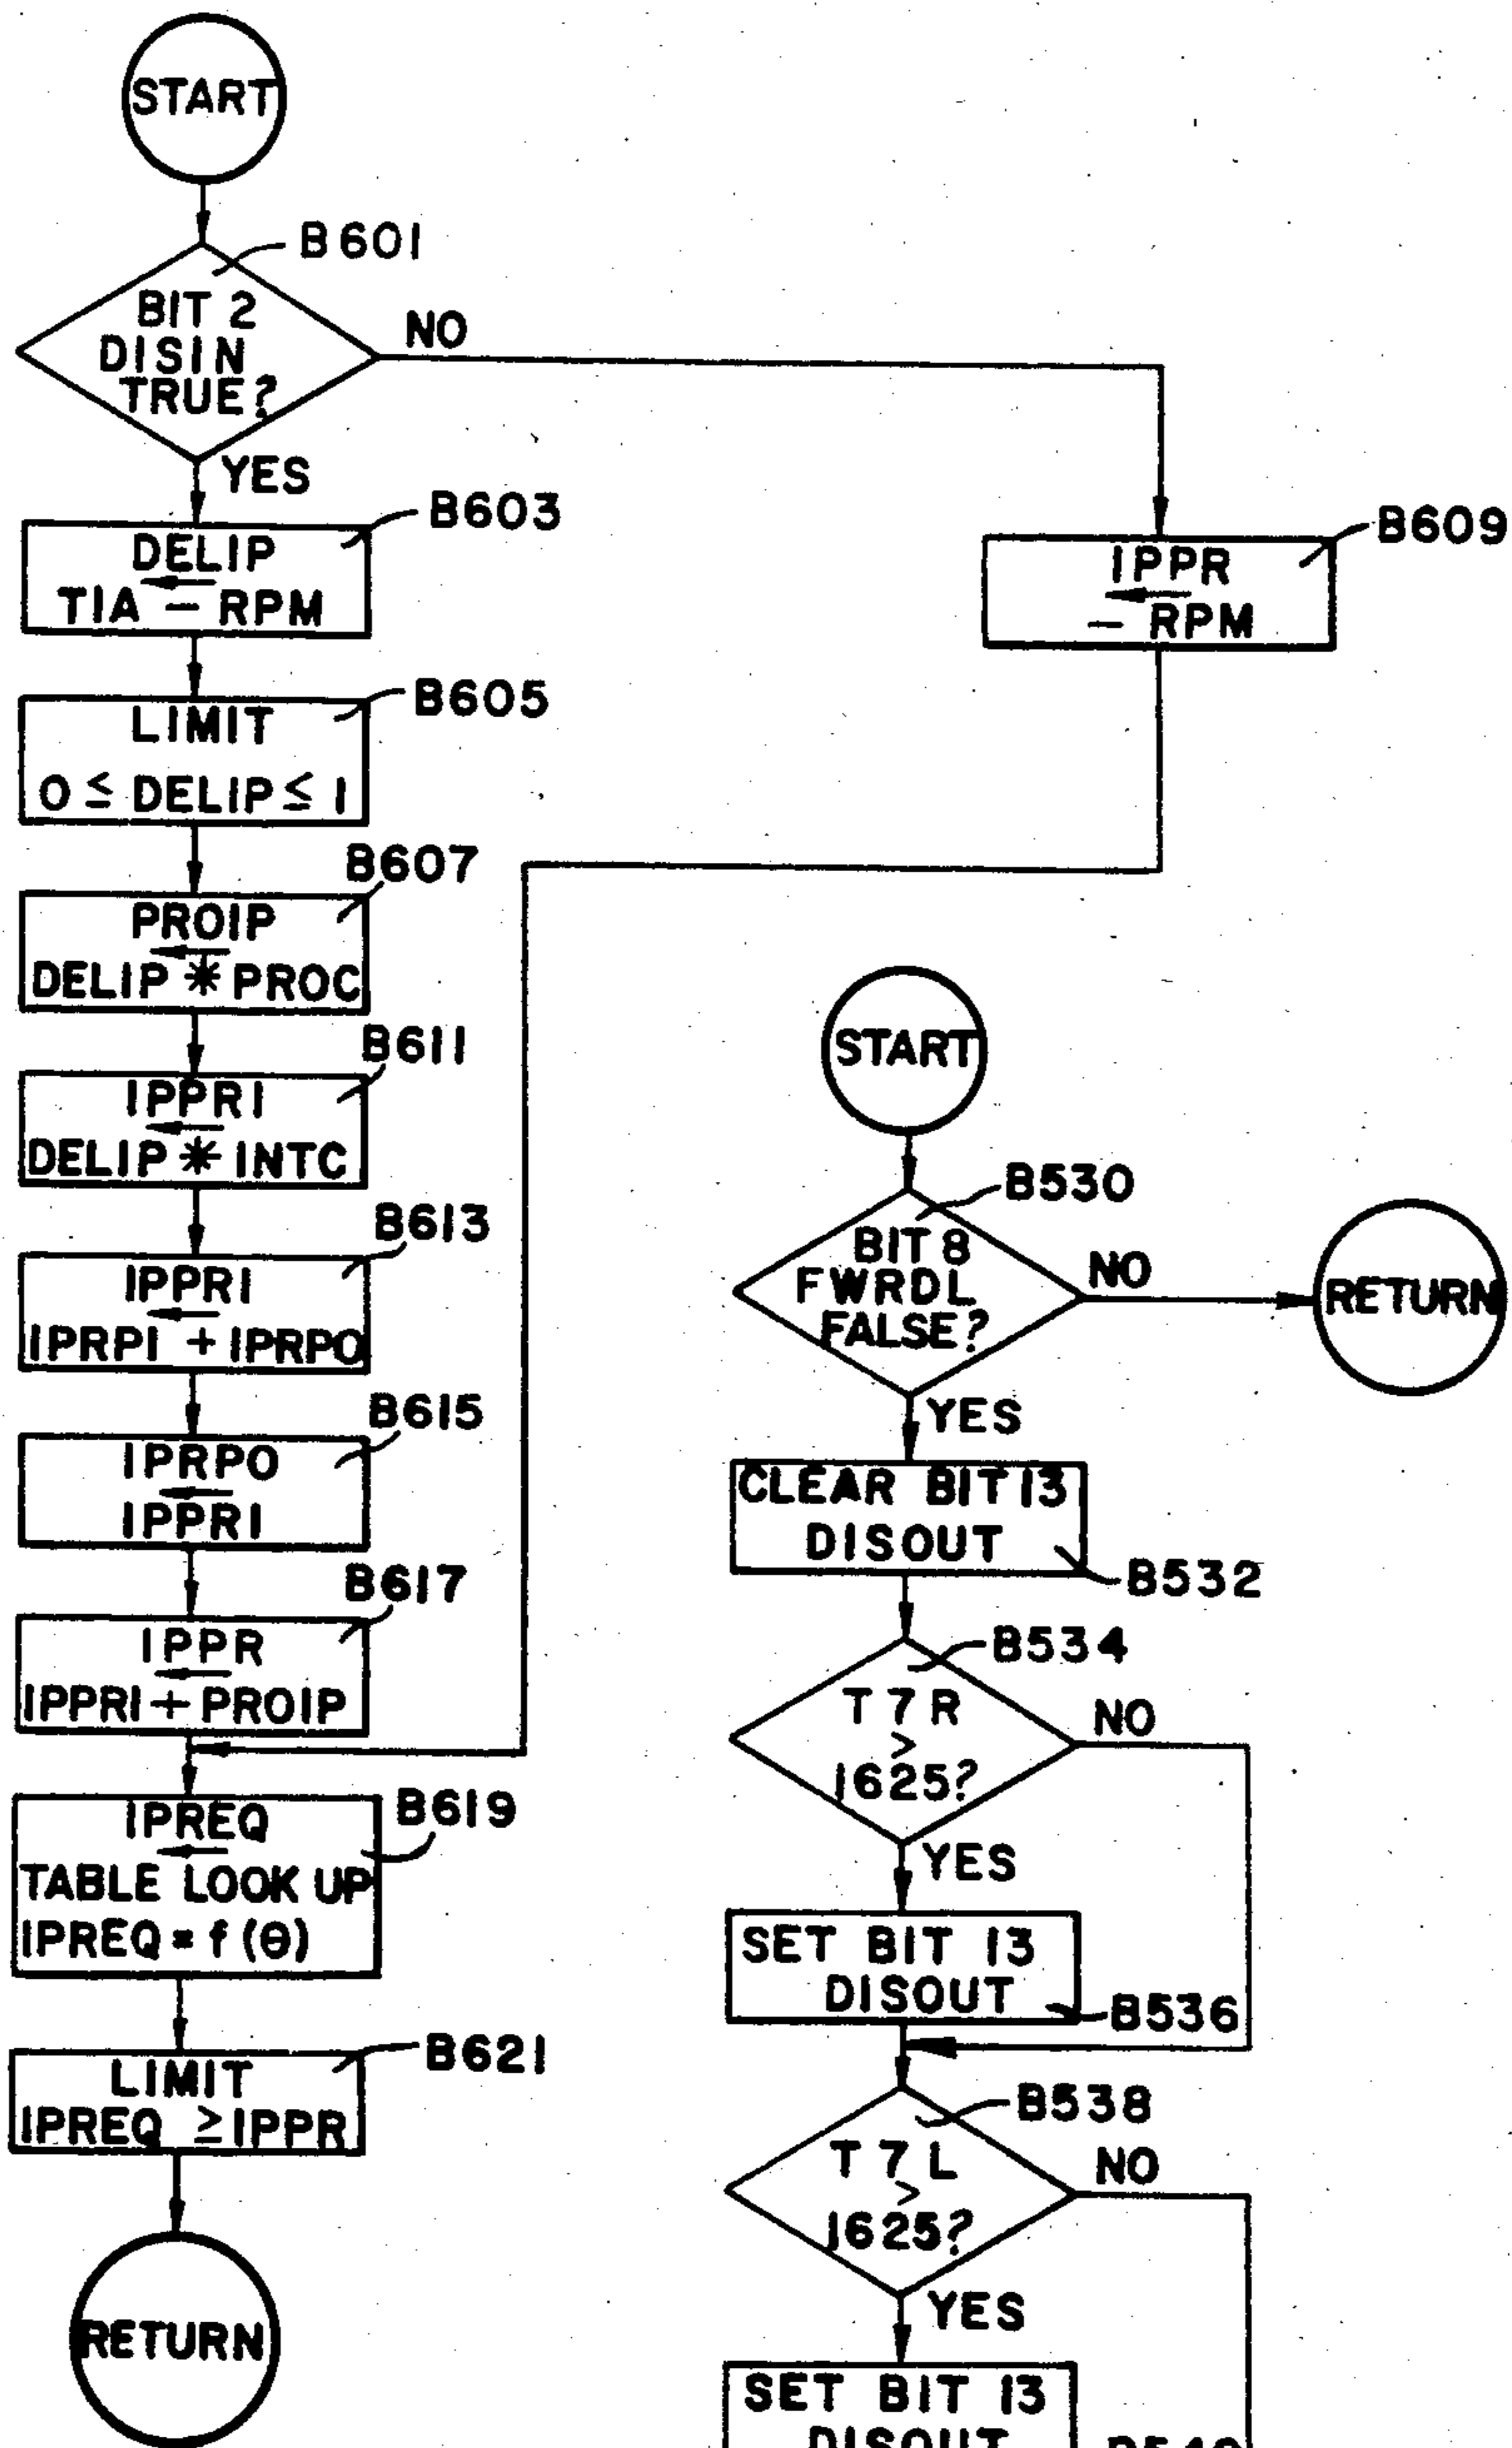 START
B601
BIT 2
DISIN
TRUE?
NO
YES
B603
DELIP
TIA – RPM
B609
IPPR
– RPM
B605
LIMIT
0 ≤ DELIP ≤ 1
B607
PROIP
DELIP * PROC
B611
IPPRI
DELIP * INTC
B613
IPPRI
IPRPI + IPRPO
B615
IPRPO
IPPRI
B617
IPPR
IPPRI + PROIP
B619
IPREQ
TABLE LOOK UP
IPREQ = f (θ)
B621
LIMIT
IPREQ ≥ IPPR
RETURN
START
B530
BIT 8
FWRDL
FALSE?
NO
RETURN
YES
CLEAR BIT 13
DISOUT
B532
B534
T 7 R
>
1625?
NO
YES
SET BIT 13
DISOUT
B536
B538
T 7 L
>
1625?
NO
YES
SET BIT 13
DISOUT